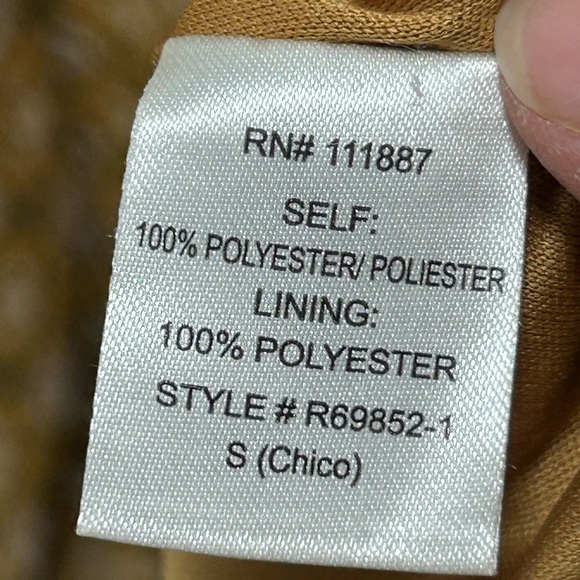 RN# 111887
SELF:
100% POLYESTER/ POLIESTER
LINING:
100% POLYESTER
STYLE # R69852-1
S (Chico)